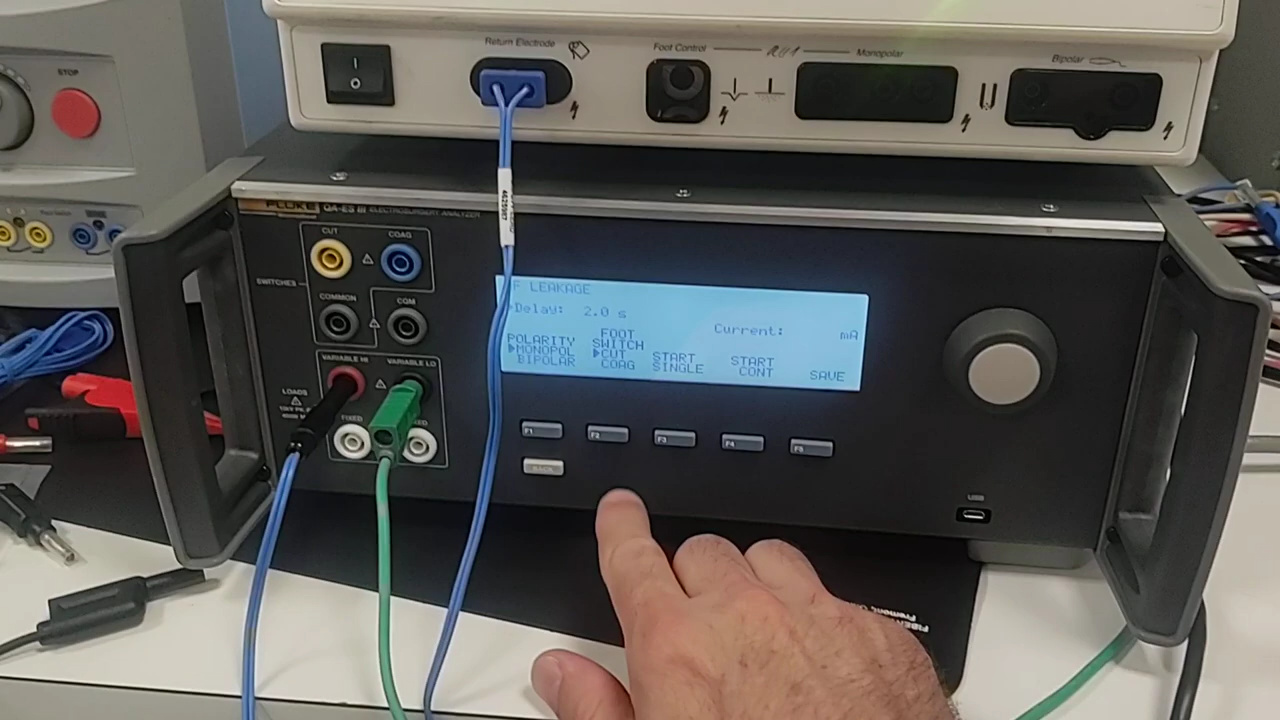 STOP
Return Electrode
Foot Control
Monopolar
Bipolar
I
O
4625987
FLUKE
QA-ES III ELECTROSURGERY ANALYZER
CUT
COAG
SWITCHES
COMMON
CQM
VARIABLE HI
VARIABLE LO
LOADS
FIXED
F LEAKAGE
Delay: 2.0 s
Current: mA
POLARITY
MONOPOL
BIPOLAR
FOOT
SWITCH
CUT
COAG
START
SINGLE
START
CONT
SAVE
F1
F2
F3
F4
F5
BACK
USB